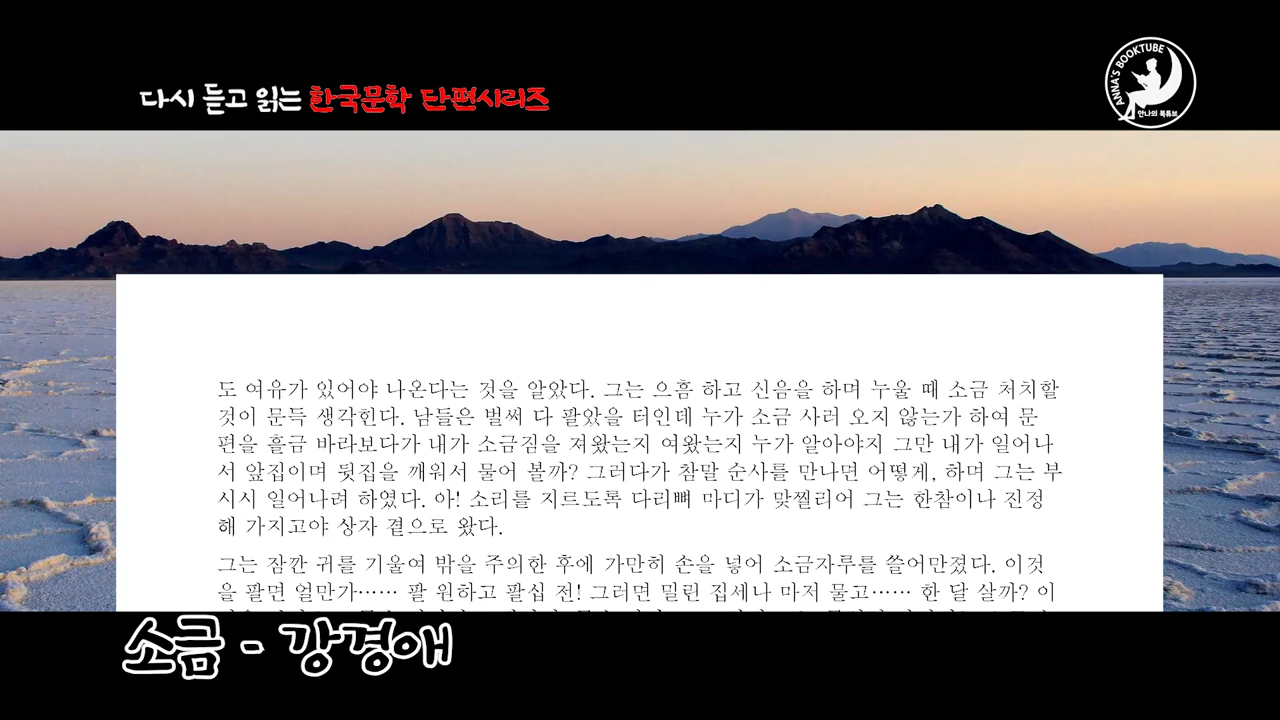 다시 듣고 읽는 한국문학 단편시리즈
ANNA'S BOOKTUBE
안나의 북튜브
도 여유가 있어야 나온다는 것을 알았다. 그는 으흠 하고 신음을 하며 누울 때 소금 처치할
것이 문득 생각힌다. 남들은 벌써 다 팔았을 터인데 누가 소금 사러 오지 않는가 하여 문
편을 흘금 바라보다가 내가 소금짐을 져왔는지 여왔는지 누가 알아야지 그만 내가 일어나
서 앞집이며 뒷집을 깨워서 물어 볼까? 그러다가 참말 순사를 만나면 어떻게, 하며 그는 부
시시 일어나려 하였다. 아! 소리를 지르도록 다리뼈 마디가 맞찔리어 그는 한참이나 진정
해 가지고야 상자 곁으로 왔다.
그는 잠깐 귀를 기울여 밖을 주의한 후에 가만히 손을 넣어 소금자루를 쓸어만졌다. 이것
을 팔면 얼만가…… 팔 원하고 팔십 전! 그러면 밀린 집세나 마저 물고…… 한 달 살까? 이
소금 - 강경애